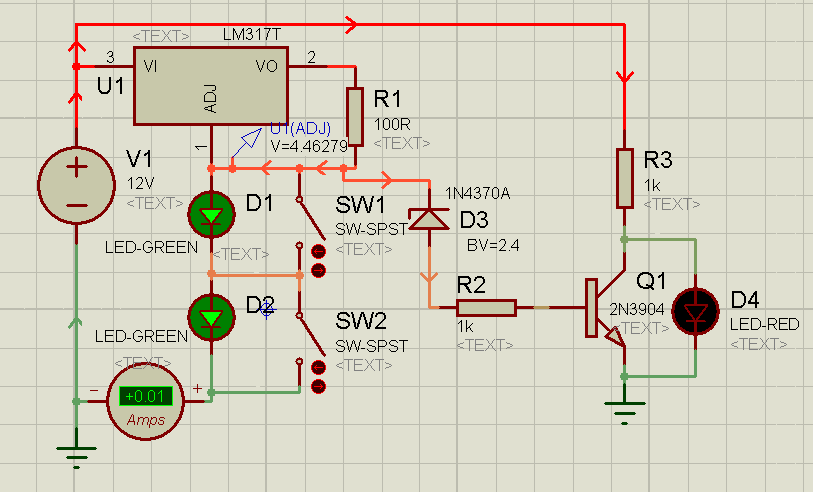 <TEXT>
LM317T
3
VI
VO
2
U1
ADJ
1
R1
100R
<TEXT>
U1(ADJ)
V=4.46279
V1
12V
<TEXT>
D1
LED-GREEN
<TEXT>
SW1
SW-SPST
<TEXT>
1N4370A
D3
BV=2.4
R3
1k
<TEXT>
D2
LED-GREEN
<TEXT>
SW2
SW-SPST
<TEXT>
R2
1k
<TEXT>
Q1
2N3904
<TEXT>
D4
LED-RED
<TEXT>
+0.01
Amps